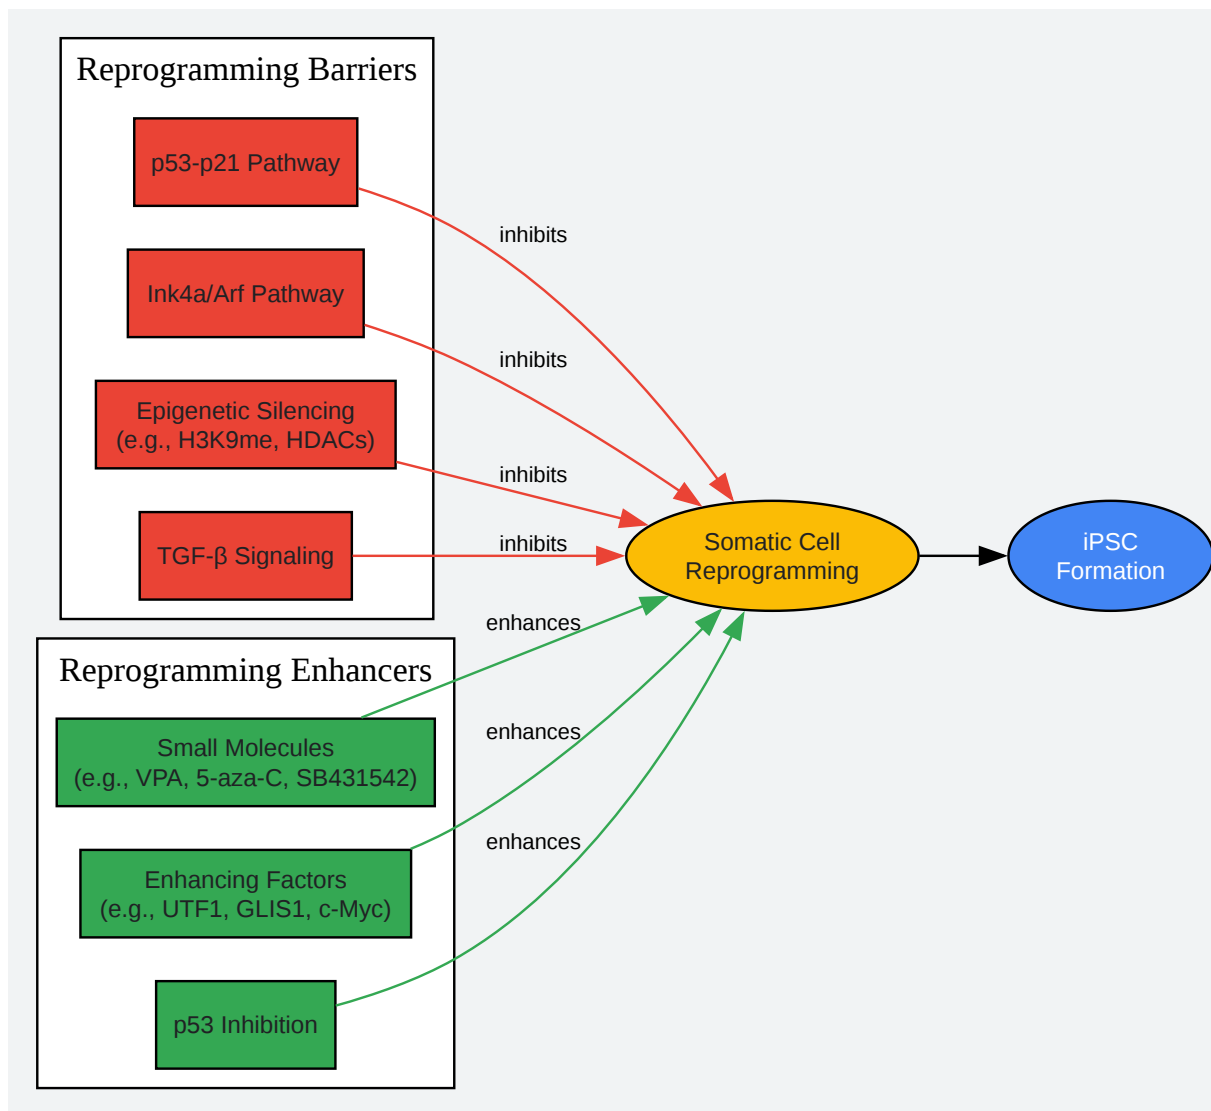 Reprogramming Barriers
p53-p21 Pathway
inhibits
Ink4a/Arf Pathway
inhibits
Epigenetic Silencing
(e.g., H3K9me, HDACs)
inhibits
TGF-β Signaling
inhibits
Somatic Cell
Reprogramming
iPSC
Formation
Reprogramming Enhancers
enhances
Small Molecules
(e.g., VPA, 5-aza-C, SB431542)
enhances
Enhancing Factors
(e.g., UTF1, GLIS1, c-Myc)
enhances
p53 Inhibition